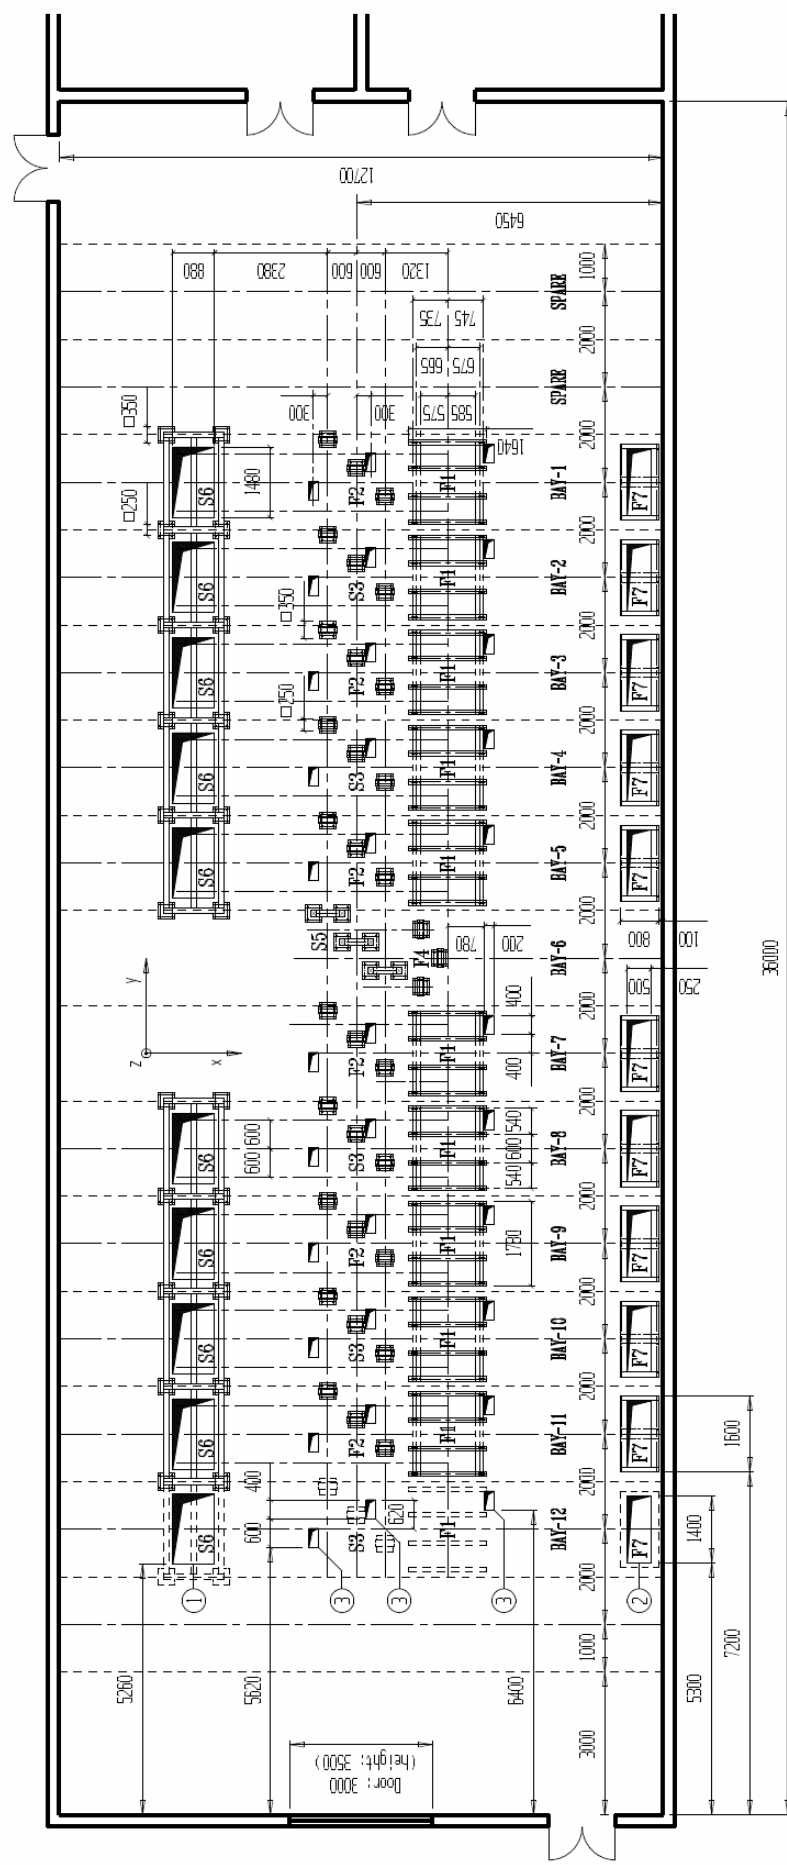 12700
6450
880
2380
600
600
1320
1000
SPARE
735
745
2000
665
675
SPARE
□350
300
300
575
585
2000
1640
□250
1480
S6
F2
F1
BAY-1
F7
2000
S6
S3
F1
BAY-2
F7
□350
2000
S6
F2
F1
BAY-3
F7
□250
2000
S6
S3
F1
BAY-4
F7
2000
S6
F2
F1
BAY-5
F7
2000
S5
F4
780
200
BAY-6
800
100
36000
y
z
x
400
2000
500
250
F2
F1
400
BAY-7
F7
2000
600
600
S6
S3
F1
540
600
540
BAY-8
F7
2000
S6
F2
F1
1780
BAY-9
F7
2000
S6
S3
F1
BAY-10
F7
2000
S6
F2
F1
BAY-11
F7
1600
400
2000
600
620
S6
S3
F1
BAY-12
F7
1400
1
3
3
3
2
2000
1000
5260
5620
6400
5300
7200
3000
Door: 3000
(height: 3500)